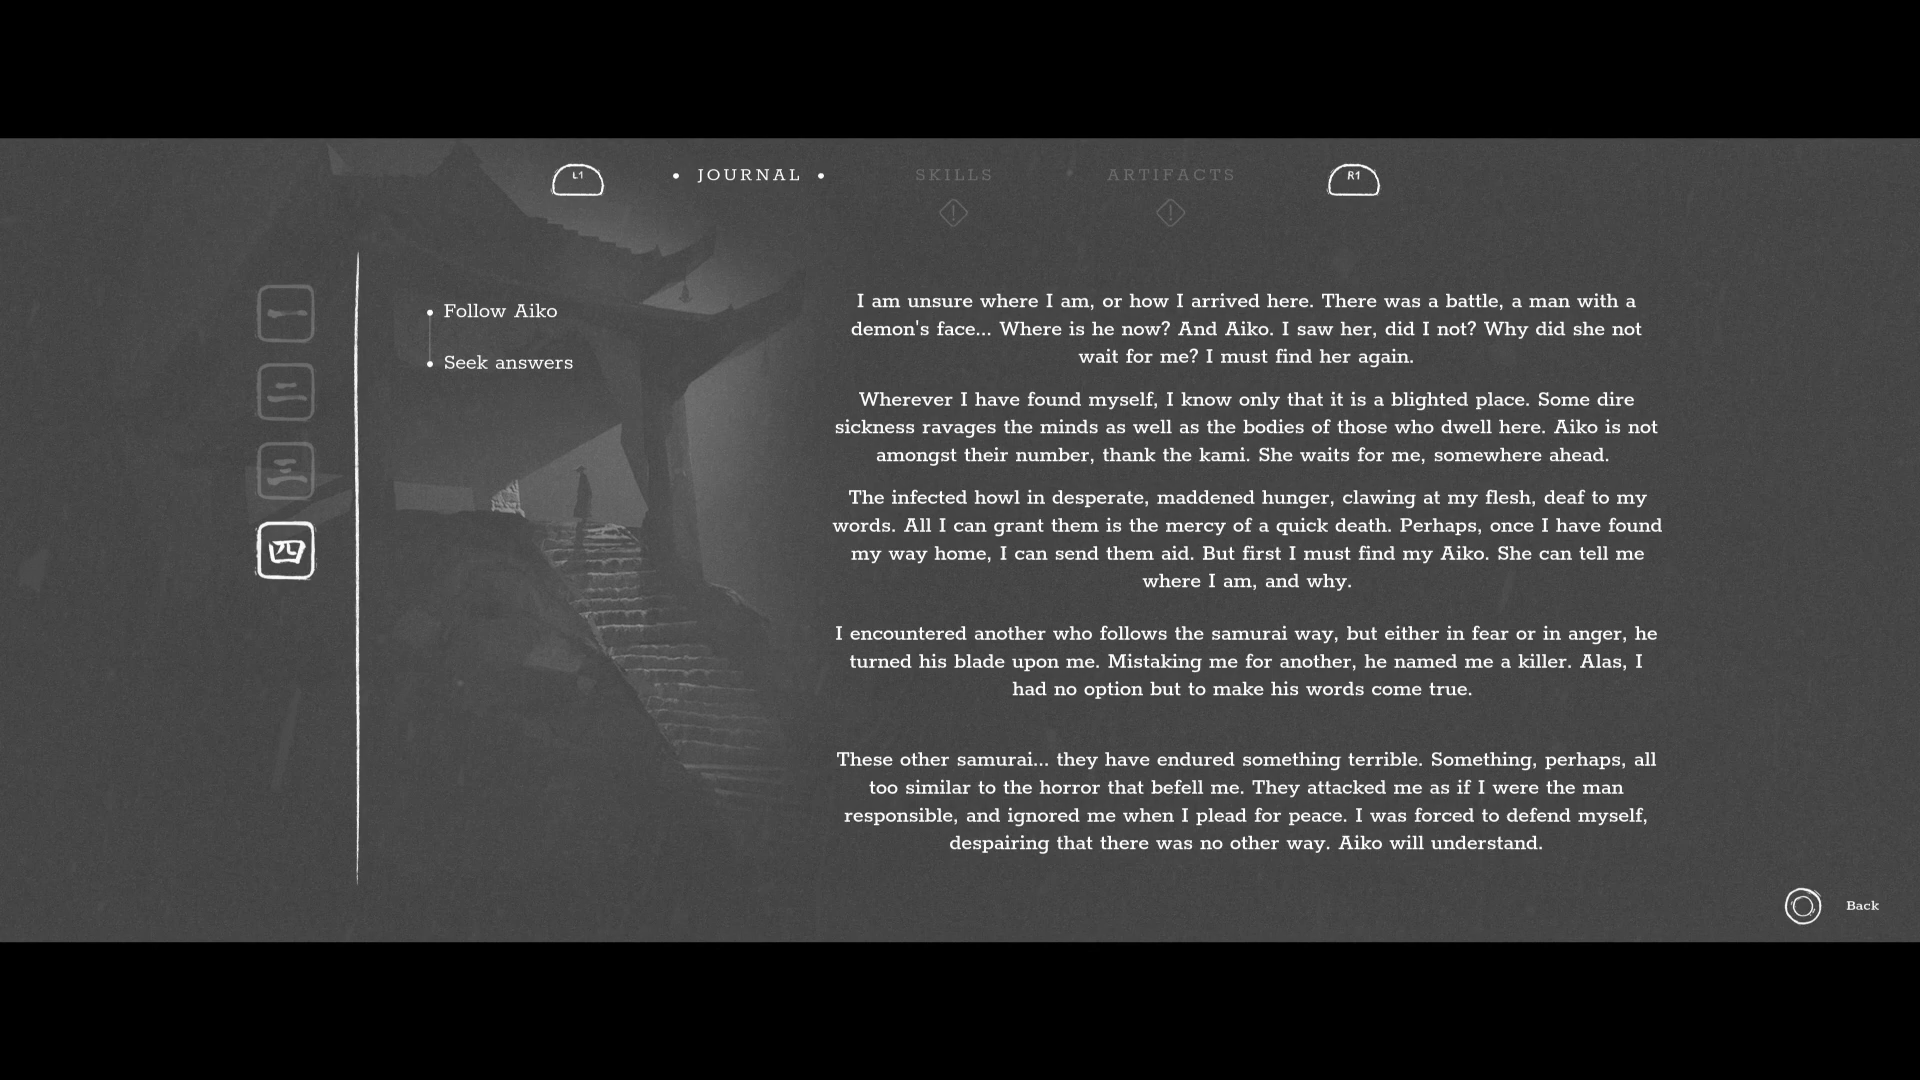 L1
• JOURNAL •
SKILLS
ARTIFACTS
R1
!
!
一
二
三
四
• Follow Aiko
• Seek answers
I am unsure where I am, or how I arrived here. There was a battle, a man with a
demon's face... Where is he now? And Aiko. I saw her, did I not? Why did she not
wait for me? I must find her again.
Wherever I have found myself, I know only that it is a blighted place. Some dire
sickness ravages the minds as well as the bodies of those who dwell here. Aiko is not
amongst their number, thank the kami. She waits for me, somewhere ahead.
The infected howl in desperate, maddened hunger, clawing at my flesh, deaf to my
words. All I can grant them is the mercy of a quick death. Perhaps, once I have found
my way home, I can send them aid. But first I must find my Aiko. She can tell me
where I am, and why.
I encountered another who follows the samurai way, but either in fear or in anger, he
turned his blade upon me. Mistaking me for another, he named me a killer. Alas, I
had no option but to make his words come true.
These other samurai... they have endured something terrible. Something, perhaps, all
too similar to the horror that befell me. They attacked me as if I were the man
responsible, and ignored me when I plead for peace. I was forced to defend myself,
despairing that there was no other way. Aiko will understand.
Back